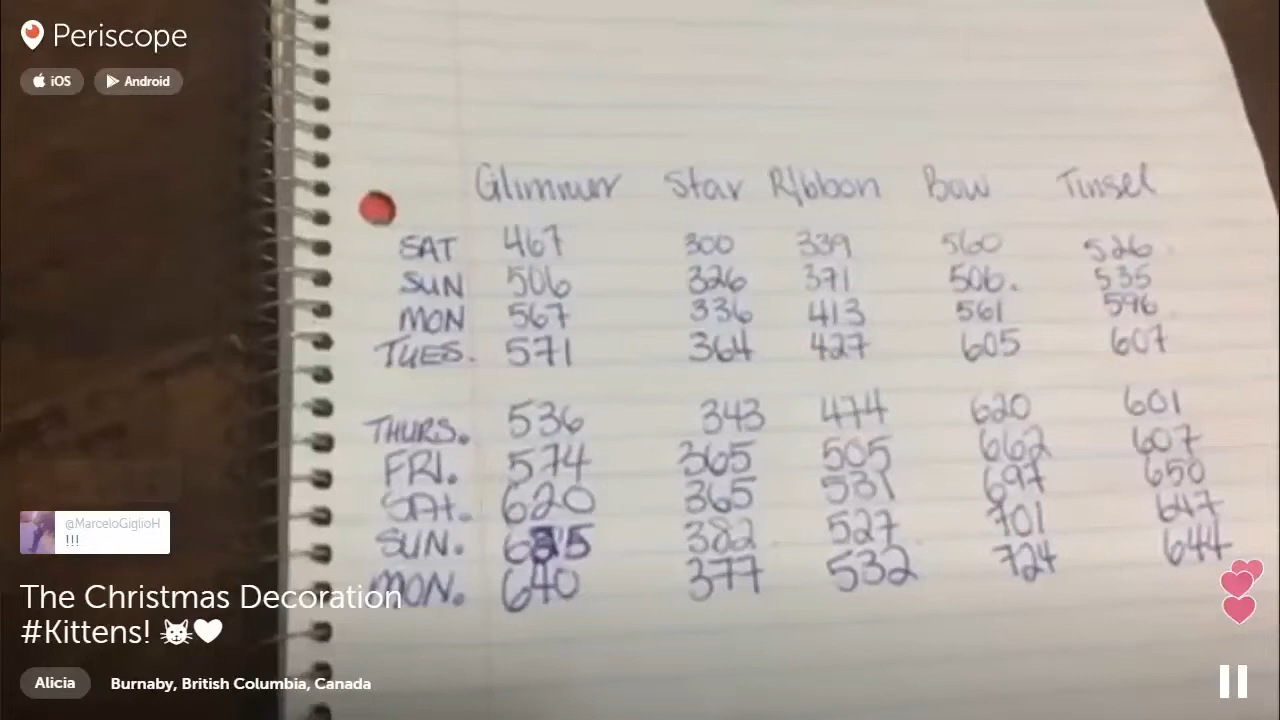 Periscope
iOS Android
Glimmer Star Ribbon Bow Tinsel
SAT 467 300 339 560 526
SUN 506 326 371 506.  535
MON 567 336 413 561 596
TUES. 571 364 427 605 607
THURS. 536 343 474 620 601
FRI. 574 365 505 662 607
SAT. 620 365 531 697 650
SUN. 382 527 701 647
MON. 640 377 532 724 644
@MarceloGiglioH
!!!
The Christmas Decoration
#Kittens!
Alicia Burnaby, British Columbia, Canada